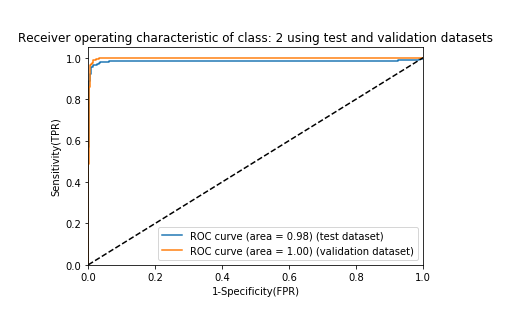 Receiver operating characteristic of class: 2 using test and validation datasets
1.0
0.8
0.6
0.4
0.2
0.0
Sensitivity(TPR)
ROC curve (area = 0.98) (test dataset)
ROC curve (area = 1.00) (validation dataset)
0.0 0.2 0.4 0.6 0.8 1.0
1-Specificity(FPR)